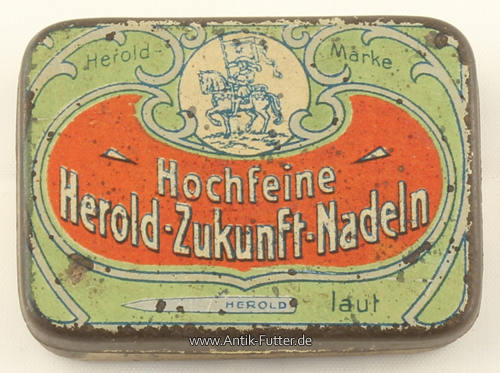 Herold- Marke
Hochfeine
Herold-Zukunft-Nadeln
HEROLD laut
www.Antik-Futter.de